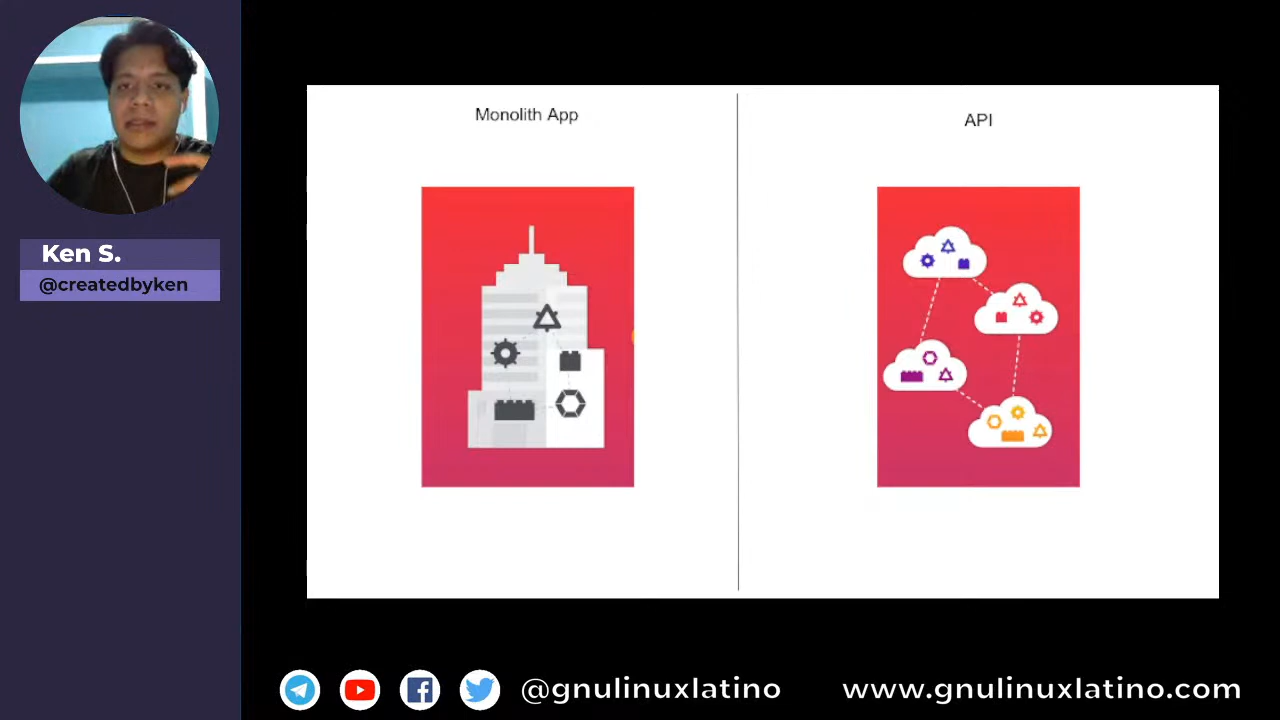 Monolith App
API
Ken S.
@createdbyken
@gnulinuxlatino
www.gnulinuxlatino.com